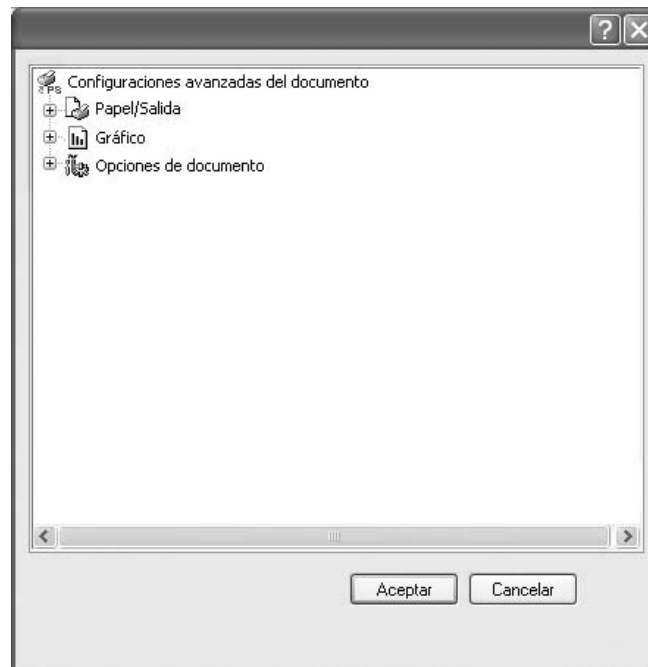 Configuraciones avanzadas del documento
Papel/Salida
Gráfico
Opciones de documento
Aceptar
Cancelar